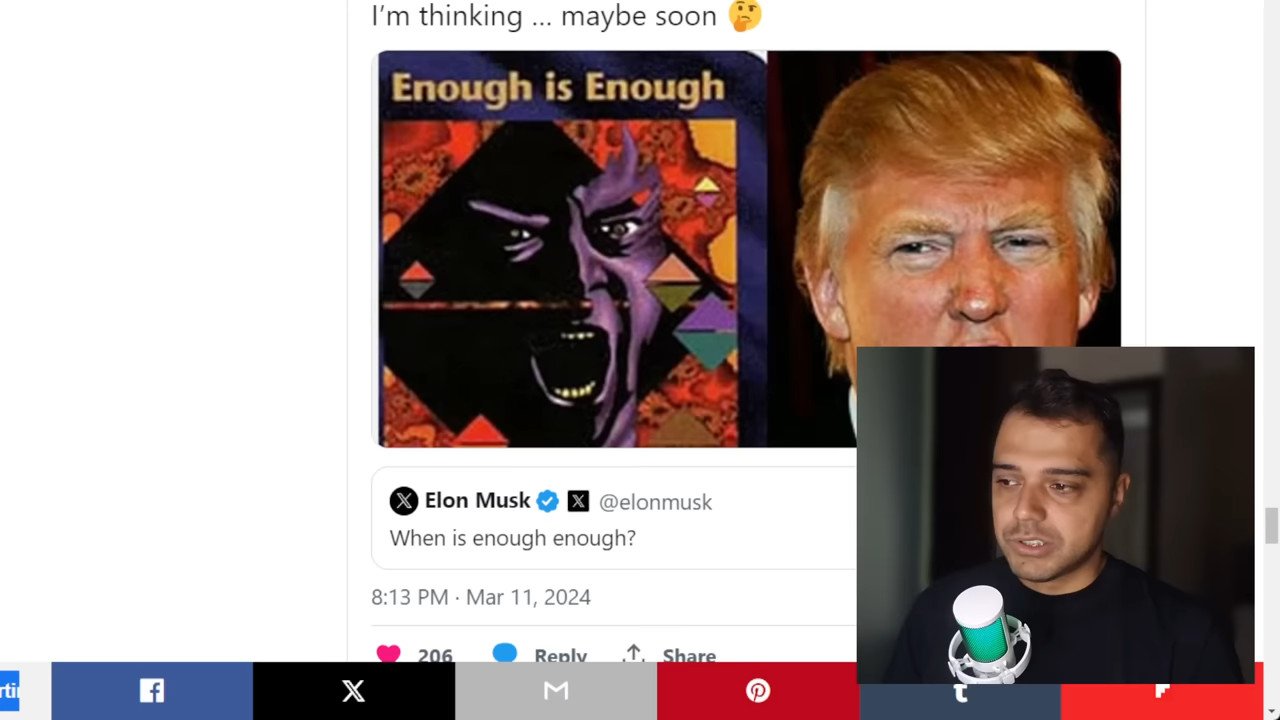 I'm thinking ... maybe soon 🤔
Enough is Enough
Elon Musk @elonmusk
When is enough enough?
8:13 PM · Mar 11, 2024
206 Reply Share
rti